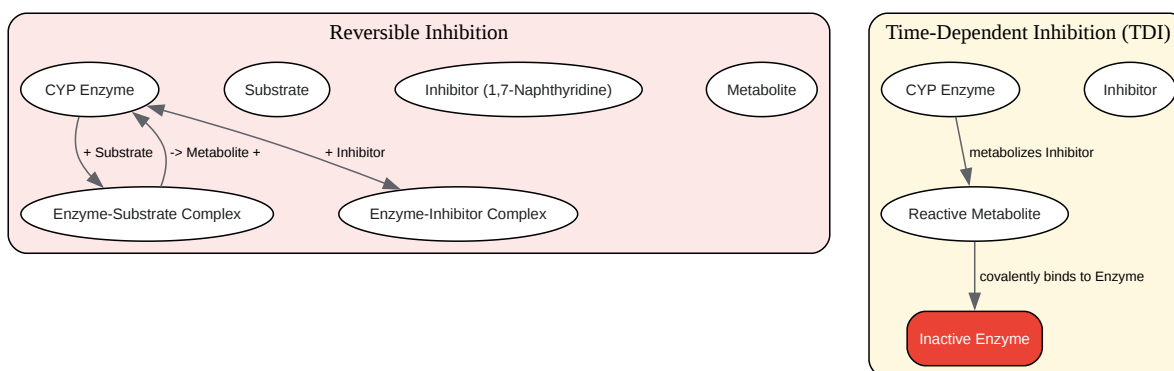 Reversible Inhibition
CYP Enzyme
Substrate
Inhibitor (1,7-Naphthyridine)
Metabolite
+ Substrate
-> Metabolite +
+ Inhibitor
Enzyme-Substrate Complex
Enzyme-Inhibitor Complex
Time-Dependent Inhibition (TDI)
CYP Enzyme
Inhibitor
metabolizes Inhibitor
Reactive Metabolite
covalently binds to Enzyme
Inactive Enzyme